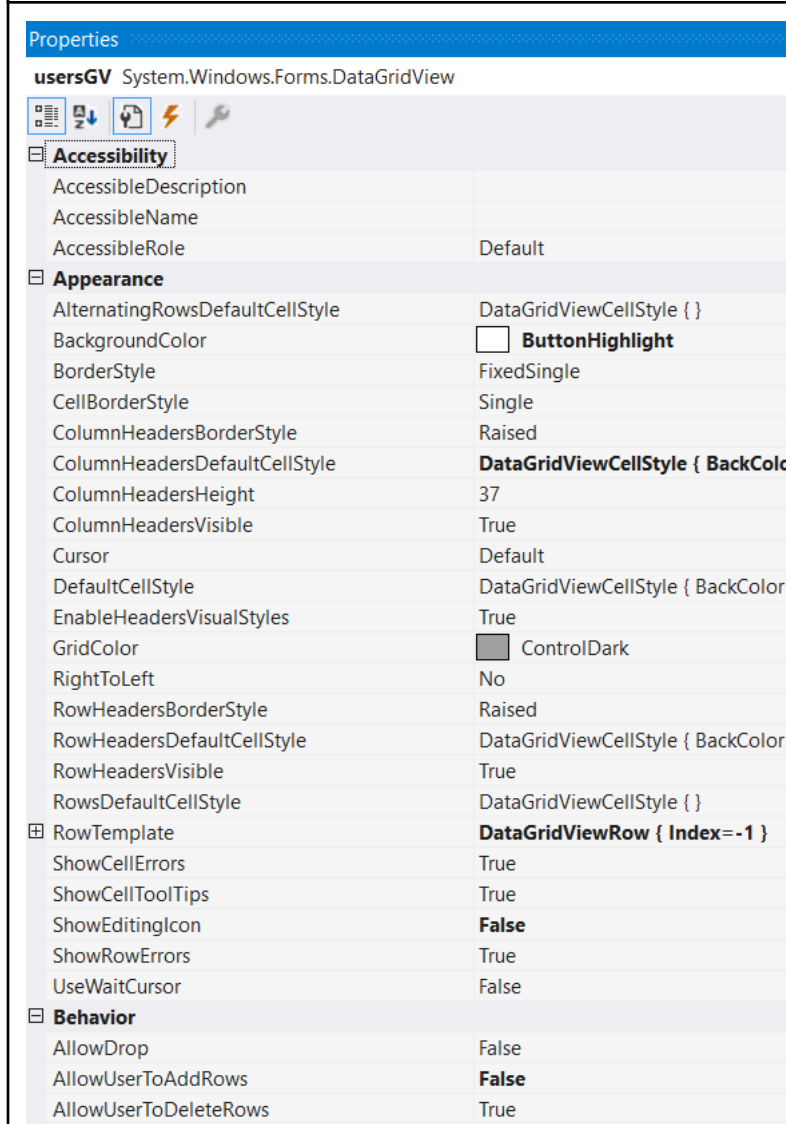 Properties
usersGV System.Windows.Forms.DataGridView
Accessibility
AccessibleDescription
AccessibleName
AccessibleRole Default
Appearance
AlternatingRowsDefaultCellStyle DataGridViewCellStyle { }
BackgroundColor ButtonHighlight
BorderStyle FixedSingle
CellBorderStyle Single
ColumnHeadersBorderStyle Raised
ColumnHeadersDefaultCellStyle DataGridViewCellStyle { BackColo
ColumnHeadersHeight 37
ColumnHeadersVisible True
Cursor Default
DefaultCellStyle DataGridViewCellStyle { BackColor
EnableHeadersVisualStyles True
GridColor ControlDark
RightToLeft No
RowHeadersBorderStyle Raised
RowHeadersDefaultCellStyle DataGridViewCellStyle { BackColor
RowHeadersVisible True
RowsDefaultCellStyle DataGridViewCellStyle { }
RowTemplate DataGridViewRow { Index=-1 }
ShowCellErrors True
ShowCellToolTips True
ShowEditingIcon False
ShowRowErrors True
UseWaitCursor False
Behavior
AllowDrop False
AllowUserToAddRows False
AllowUserToDeleteRows True